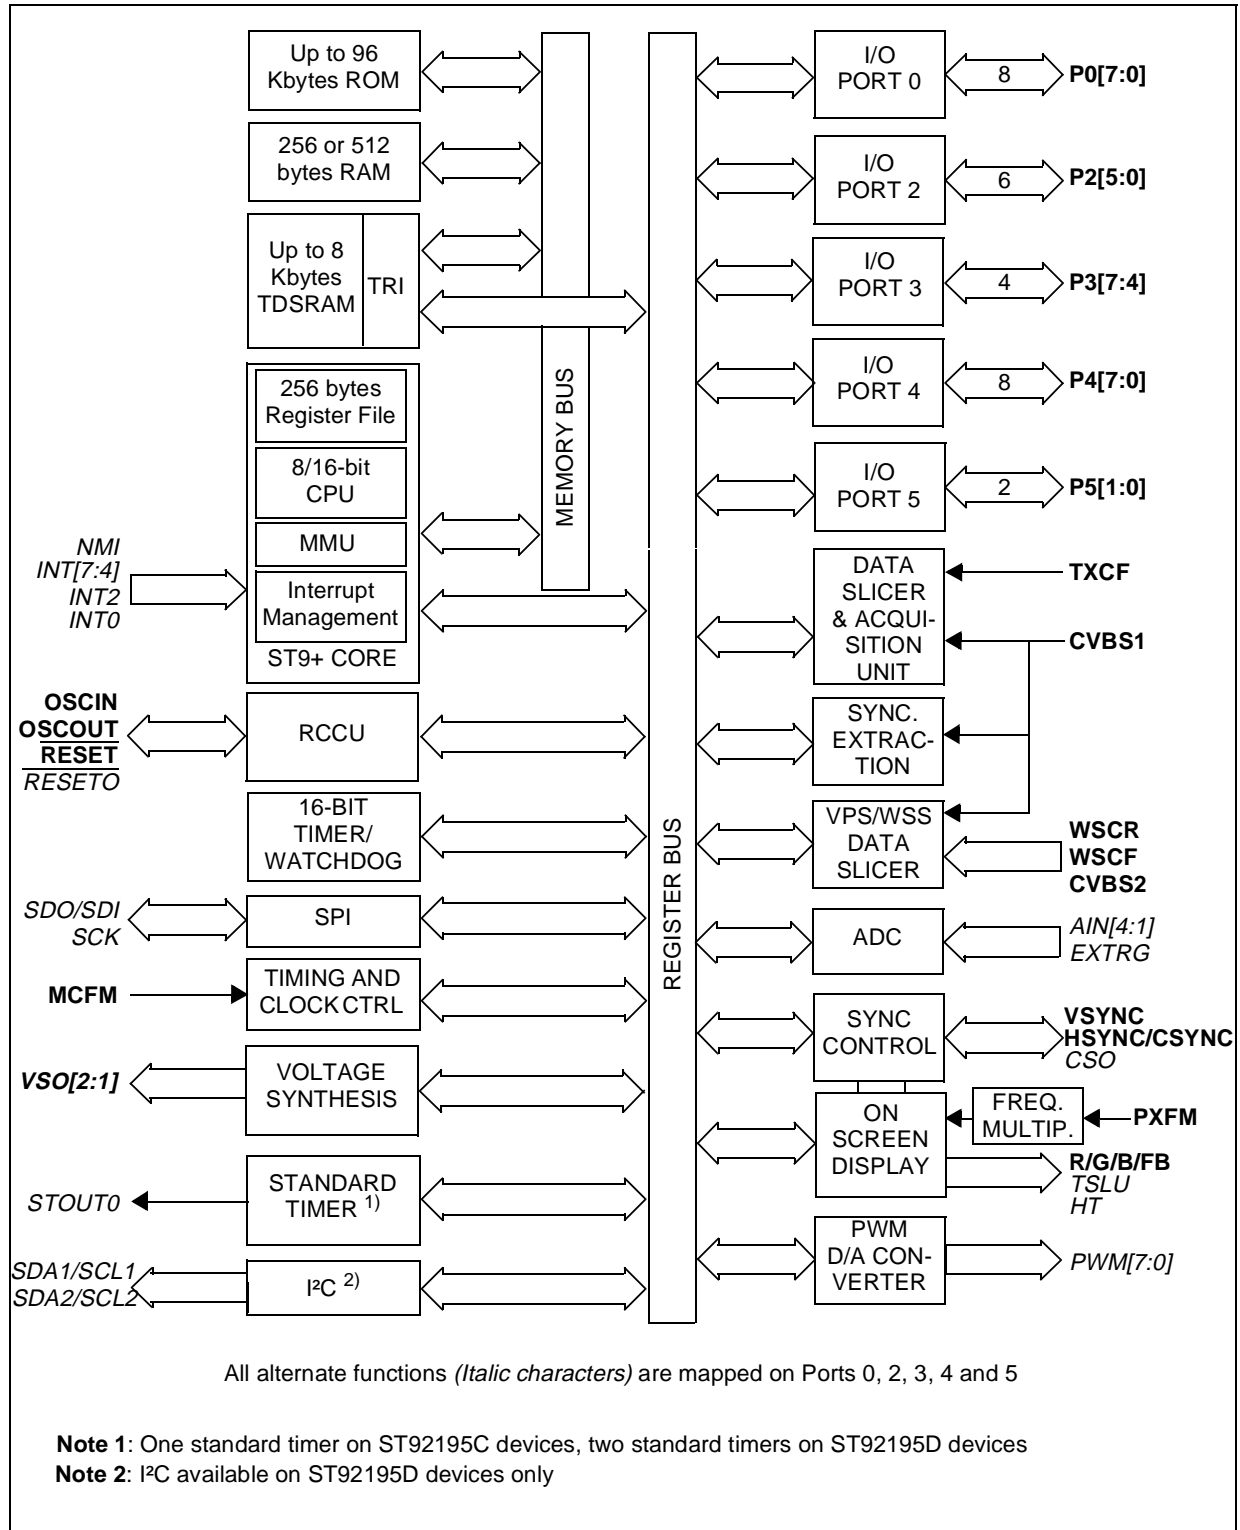 Up to 96
Kbytes ROM
256 or 512
bytes RAM
Up to 8
Kbytes
TDSRAM
TRI
256 bytes
Register File
8/16-bit
CPU
MMU
Interrupt
Management
ST9+ CORE
NMI
INT[7:4]
INT2
INT0
OSCIN
OSCOUT
RESET
RESETO
RCCU
16-BIT
TIMER/
WATCHDOG
SDO/SDI
SCK
SPI
MCFM
TIMING AND
CLOCK CTRL
VSO[2:1]
VOLTAGE
SYNTHESIS
STOUT0
STANDARD
TIMER 1)
SDA1/SCL1
SDA2/SCL2
I²C 2)
MEMORY BUS
REGISTER BUS
I/O
PORT 0
8
P0[7:0]
I/O
PORT 2
6
P2[5:0]
I/O
PORT 3
4
P3[7:4]
I/O
PORT 4
8
P4[7:0]
I/O
PORT 5
2
P5[1:0]
DATA
SLICER
& ACQUI-
SITION
UNIT
TXCF
CVBS1
SYNC.
EXTRAC-
TION
VPS/WSS
DATA
SLICER
WSCR
WSCF
CVBS2
ADC
AIN[4:1]
EXTRG
SYNC
CONTROL
VSYNC
HSYNC/CSYNC
CSO
ON
SCREEN
DISPLAY
FREQ.
MULTIP.
PXFM
R/G/B/FB
TSLU
HT
PWM
D/A CON-
VERTER
PWM[7:0]
All alternate functions (Italic characters) are mapped on Ports 0, 2, 3, 4 and 5
Note 1: One standard timer on ST92195C devices, two standard timers on ST92195D devices
Note 2: I²C available on ST92195D devices only